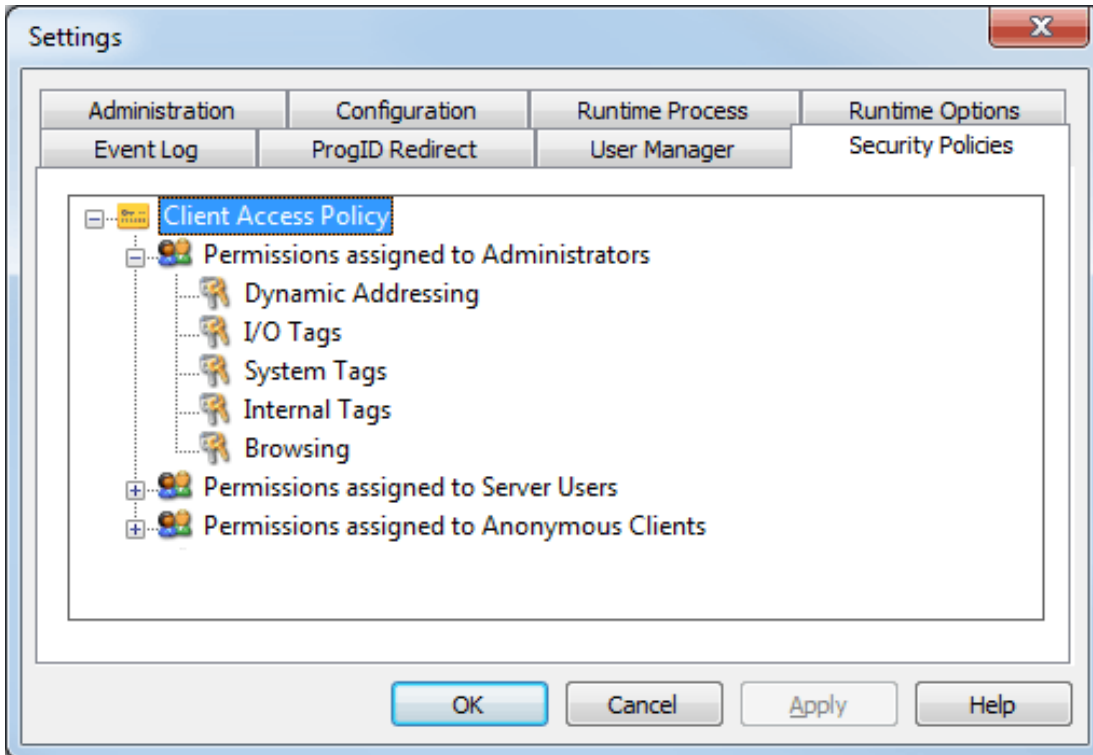 Settings
Administration
Configuration
Runtime Process
Runtime Options
Event Log
ProgID Redirect
User Manager
Security Policies
Client Access Policy
Permissions assigned to Administrators
Dynamic Addressing
I/O Tags
System Tags
Internal Tags
Browsing
Permissions assigned to Server Users
Permissions assigned to Anonymous Clients
OK
Cancel
Apply
Help